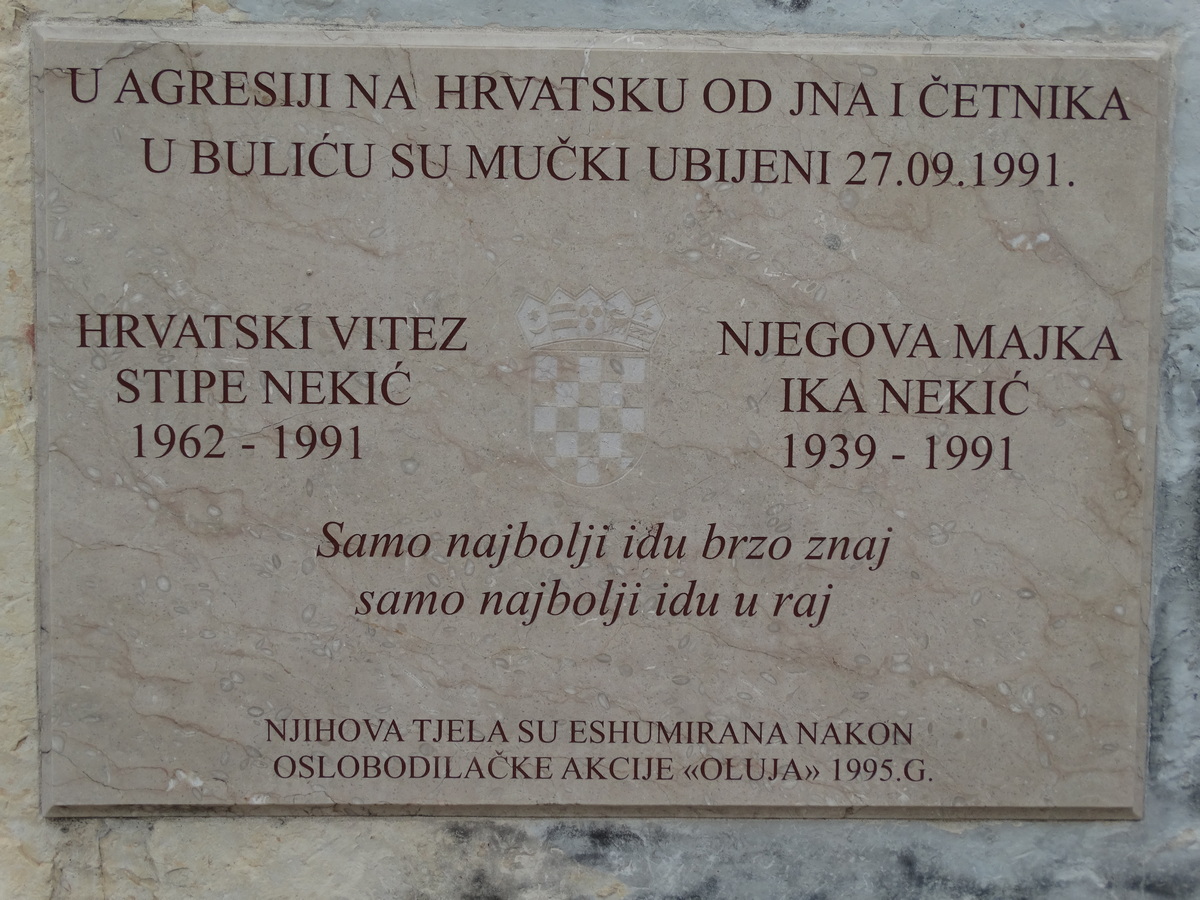 U AGRESIJI NA HRVATSKU OD JNA I ČETNIKA
U BULIĆU SU MUČKI UBIJENI 27.09.1991.
HRVATSKI VITEZ
STIPE NEKIĆ
1962 - 1991
NJEGOVA MAJKA
IKA NEKIĆ
1939 - 1991
Samo najbolji idu brzo znaj
samo najbolji idu u raj
NJIHOVA TJELA SU ESHUMIRANA NAKON
OSLOBODILAČKE AKCIJE «OLUJA» 1995.G.